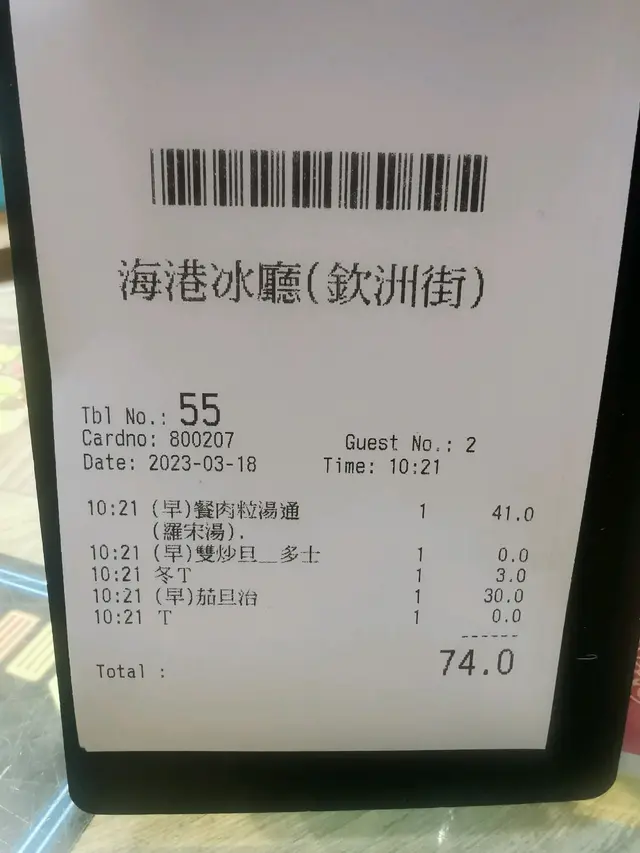 海港冰廳(欽洲街)
Tbl No.: 55
Cardno: 800207 Guest No.: 2
Date: 2023-03-18 Time: 10:21
10:21 (早)餐肉粒湯通 1 41.0
(羅宋湯).
10:21 (早)雙炒旦__多士 1 0.0
10:21 冬T 1 3.0
10:21 (早)茄旦治 1 30.0
10:21 T 1 0.0
------
Total : 74.0